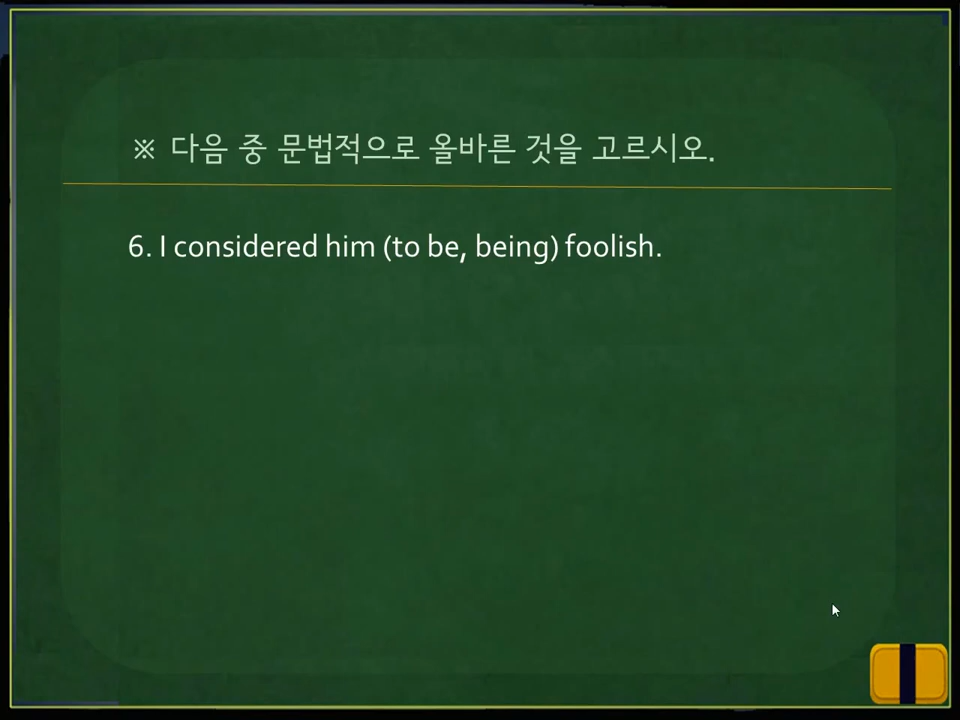 ※ 다음 중 문법적으로 올바른 것을 고르시오.
6. I considered him (to be, being) foolish.